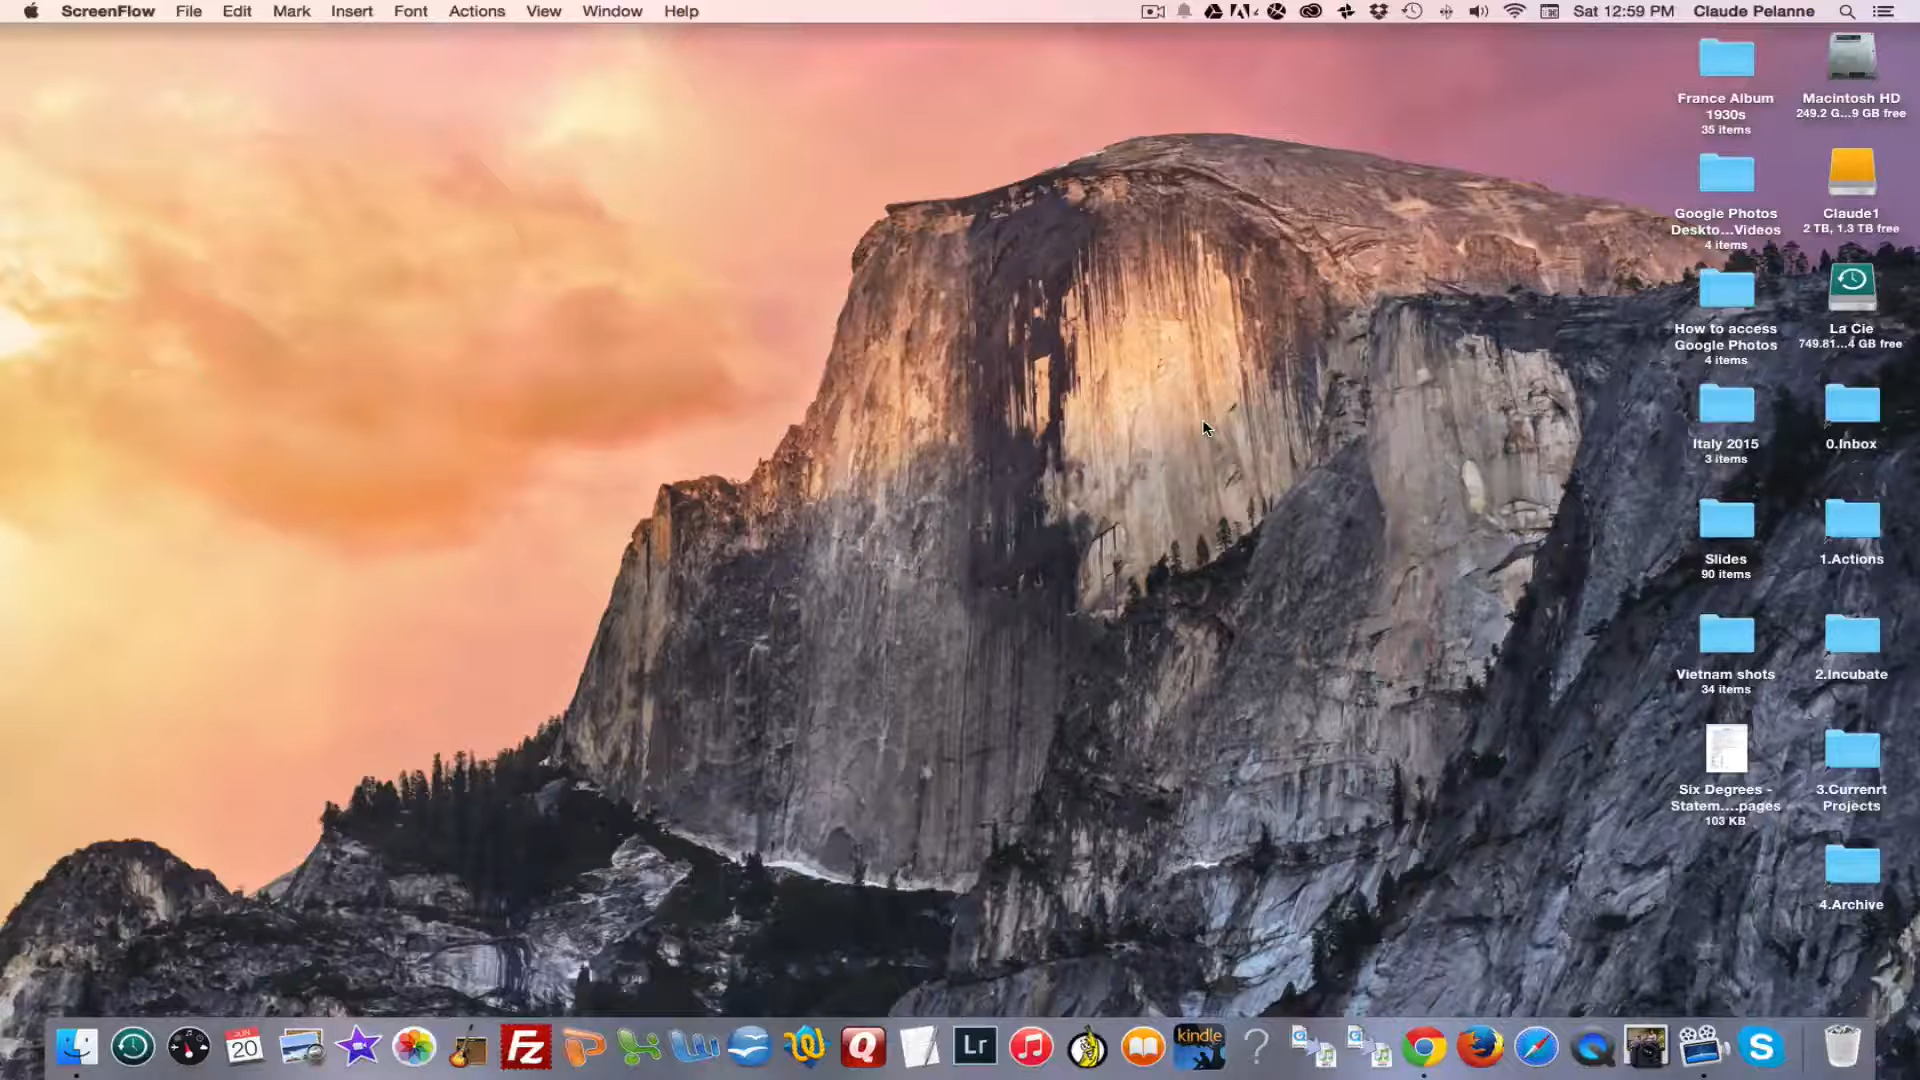 ScreenFlow File Edit Mark Insert Font Actions View Window Help Sat 12:59 PM Claude Pelanne
France Album
1930s
35 items
Macintosh HD
249.2 G...9 GB free
Google Photos
Deskto...Videos
4 items
Claude1
2 TB, 1.3 TB free
How to access
Google Photos
4 items
La Cie
749.81...4 GB free
Italy 2015
3 items
0.Inbox
Slides
90 items
1.Actions
Vietnam shots
34 items
2.Incubate
Six Degrees -
Statem....pages
103 KB
3.Currenrt
Projects
4.Archive
JUN
20
Fz
Q
Lr
kindle
?
S